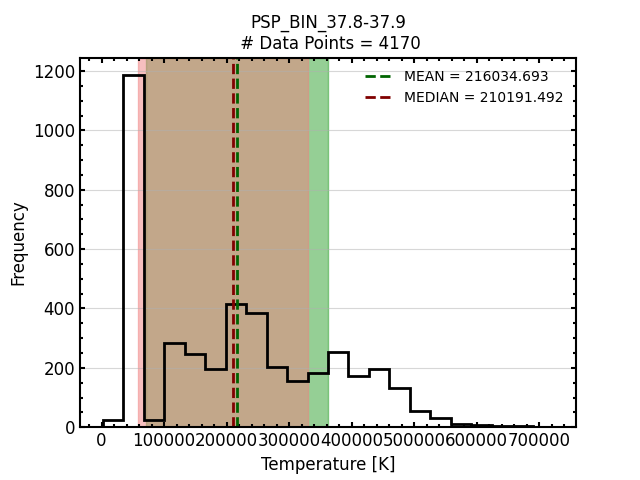 PSP_BIN_37.8-37.9
# Data Points = 4170
MEAN = 216034.693
MEDIAN = 210191.492
1200
1000
800
600
400
200
0
Frequency
0 100000 200000 300000 400000 500000 600000 700000
Temperature [K]